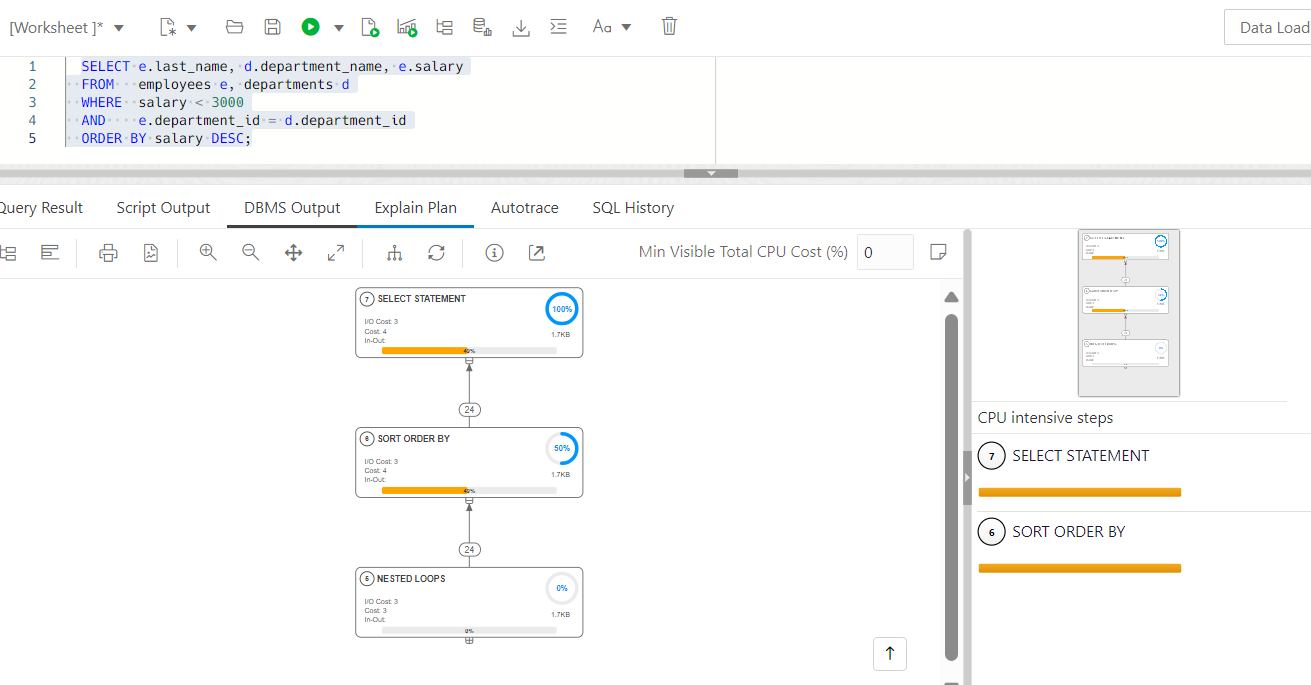 [Worksheet ]*
Aa
Data Load
1 SELECT e.last_name, d.department_name, e.salary
2 FROM employees e, departments d
3 WHERE salary < 3000
4 AND e.department_id = d.department_id
5 ORDER BY salary DESC;
Query Result Script Output DBMS Output Explain Plan Autotrace SQL History
Min Visible Total CPU Cost (%) 0
7 SELECT STATEMENT
100%
I/O Cost: 3
Cost: 4
In-Out:
1.7KB
24
6 SORT ORDER BY
50%
I/O Cost: 3
Cost: 4
In-Out:
1.7KB
24
5 NESTED LOOPS
0%
I/O Cost: 3
Cost: 3
In-Out:
1.7KB
0%
CPU intensive steps
7 SELECT STATEMENT
6 SORT ORDER BY